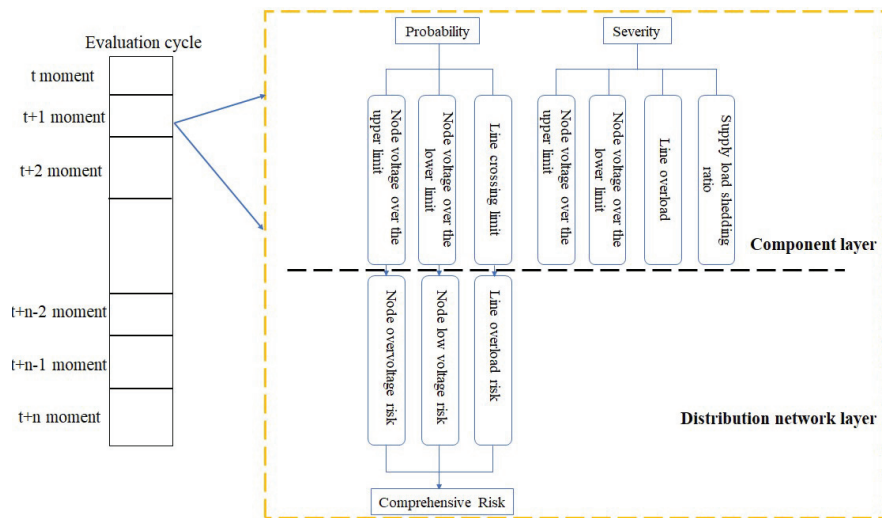 Evaluation cycle
t moment
t+1 moment
t+2 moment
t+n-2 moment
t+n-1 moment
t+n moment
Probability
Severity
Node voltage over the
upper limit
Node voltage over the
lower limit
Line crossing limit
Node voltage over the
upper limit
Node voltage over the
lower limit
Line overload
Supply load shedding
ratio
Component layer
Node overvoltage risk
Node low voltage risk
Line overload risk
Distribution network layer
Comprehensive Risk